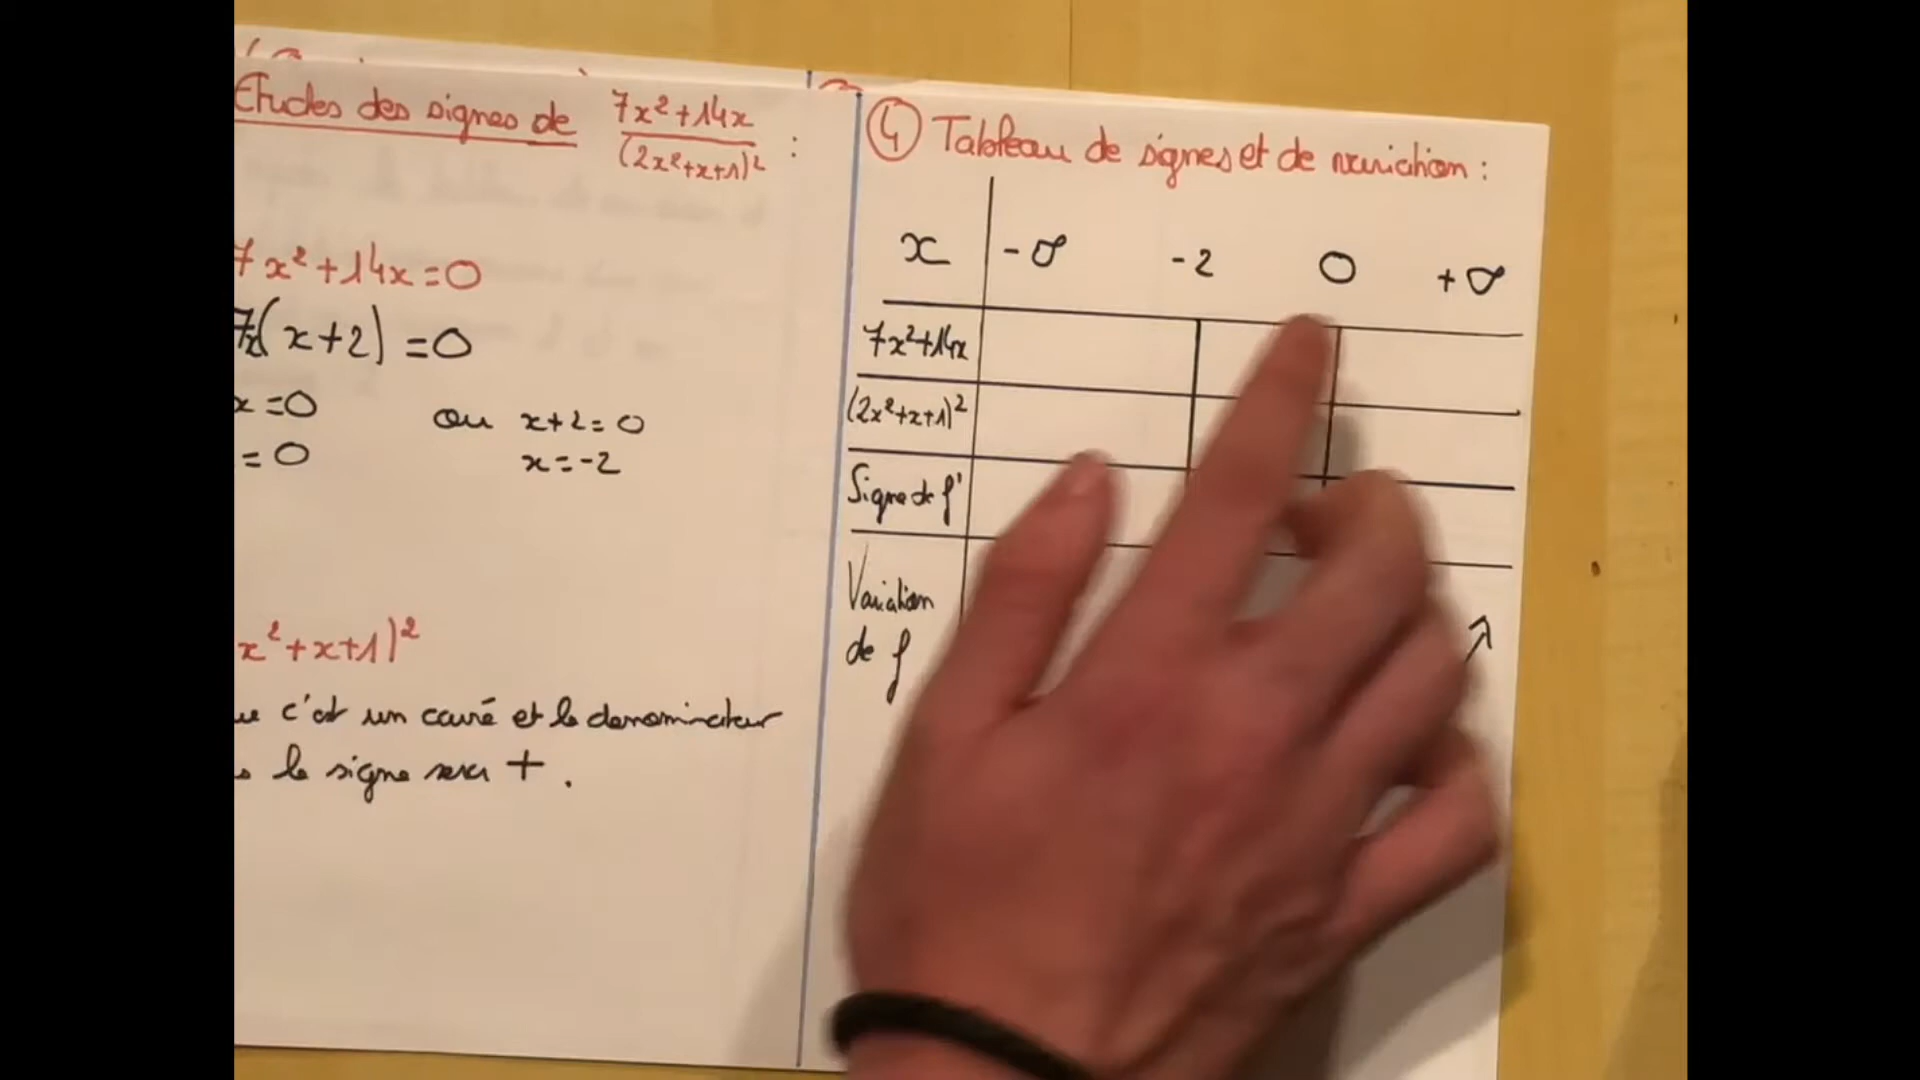 Etudes des signes de 7x²+14x / (2x²+x+1)² :
7x²+14x=0
7x(x+2)=0
x=0 ou x+2=0
=0 x=-2
x²+x+1)²
c'est un carré et le denominateur
le signe sera + .
④ Tableau de signes et de variation :
x -∞ -2 0 +∞
7x²+14x
(2x²+x+1)²
Signe de f'
Variation
de f